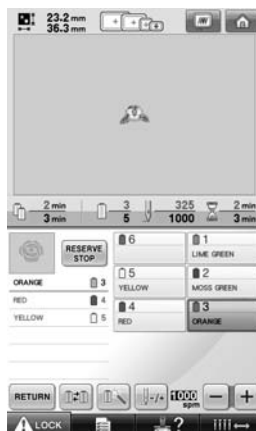 23.2 mm
36.3 mm
2 min
3 min
3
5
325
1000
2 min
3 min
RESERVE
STOP
ORANGE 3
RED 4
YELLOW 5
6
1
LIME GREEN
5
YELLOW
2
MOSS GREEN
4
RED
3
ORANGE
RETURN
-/+
1000
spm
- +
LOCK
?